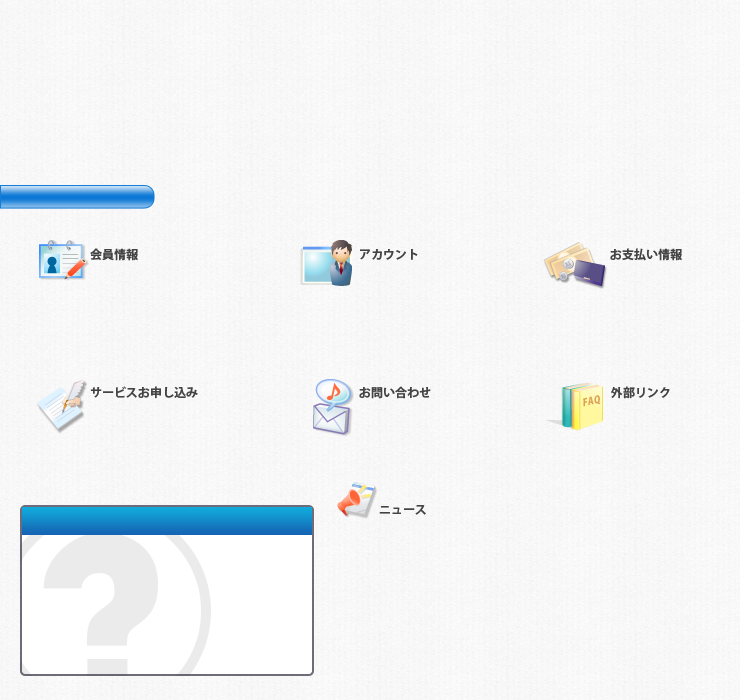 会員情報
アカウント
お支払い情報
サービスお申し込み
お問い合わせ
外部リンク
FAQ
ニュース
?